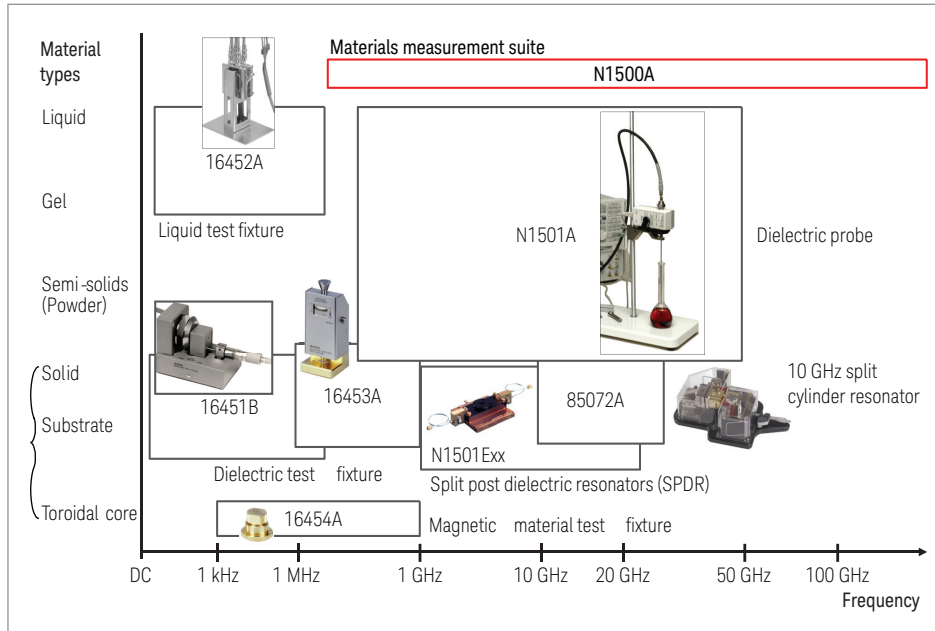 Material
types
Materials measurement suite
N1500A
Liquid
16452A
Gel
Liquid test fixture
N1501A
Dielectric probe
Semi-solids
(Powder)
Solid
16451B
16453A
85072A
10 GHz split
cylinder resonator
Substrate
N1501Exx
Dielectric test fixture
Split post dielectric resonators (SPDR)
Toroidal core
16454A
Magnetic material test fixture
DC 1 kHz 1 MHz 1 GHz 10 GHz 20 GHz 50 GHz 100 GHz
Frequency